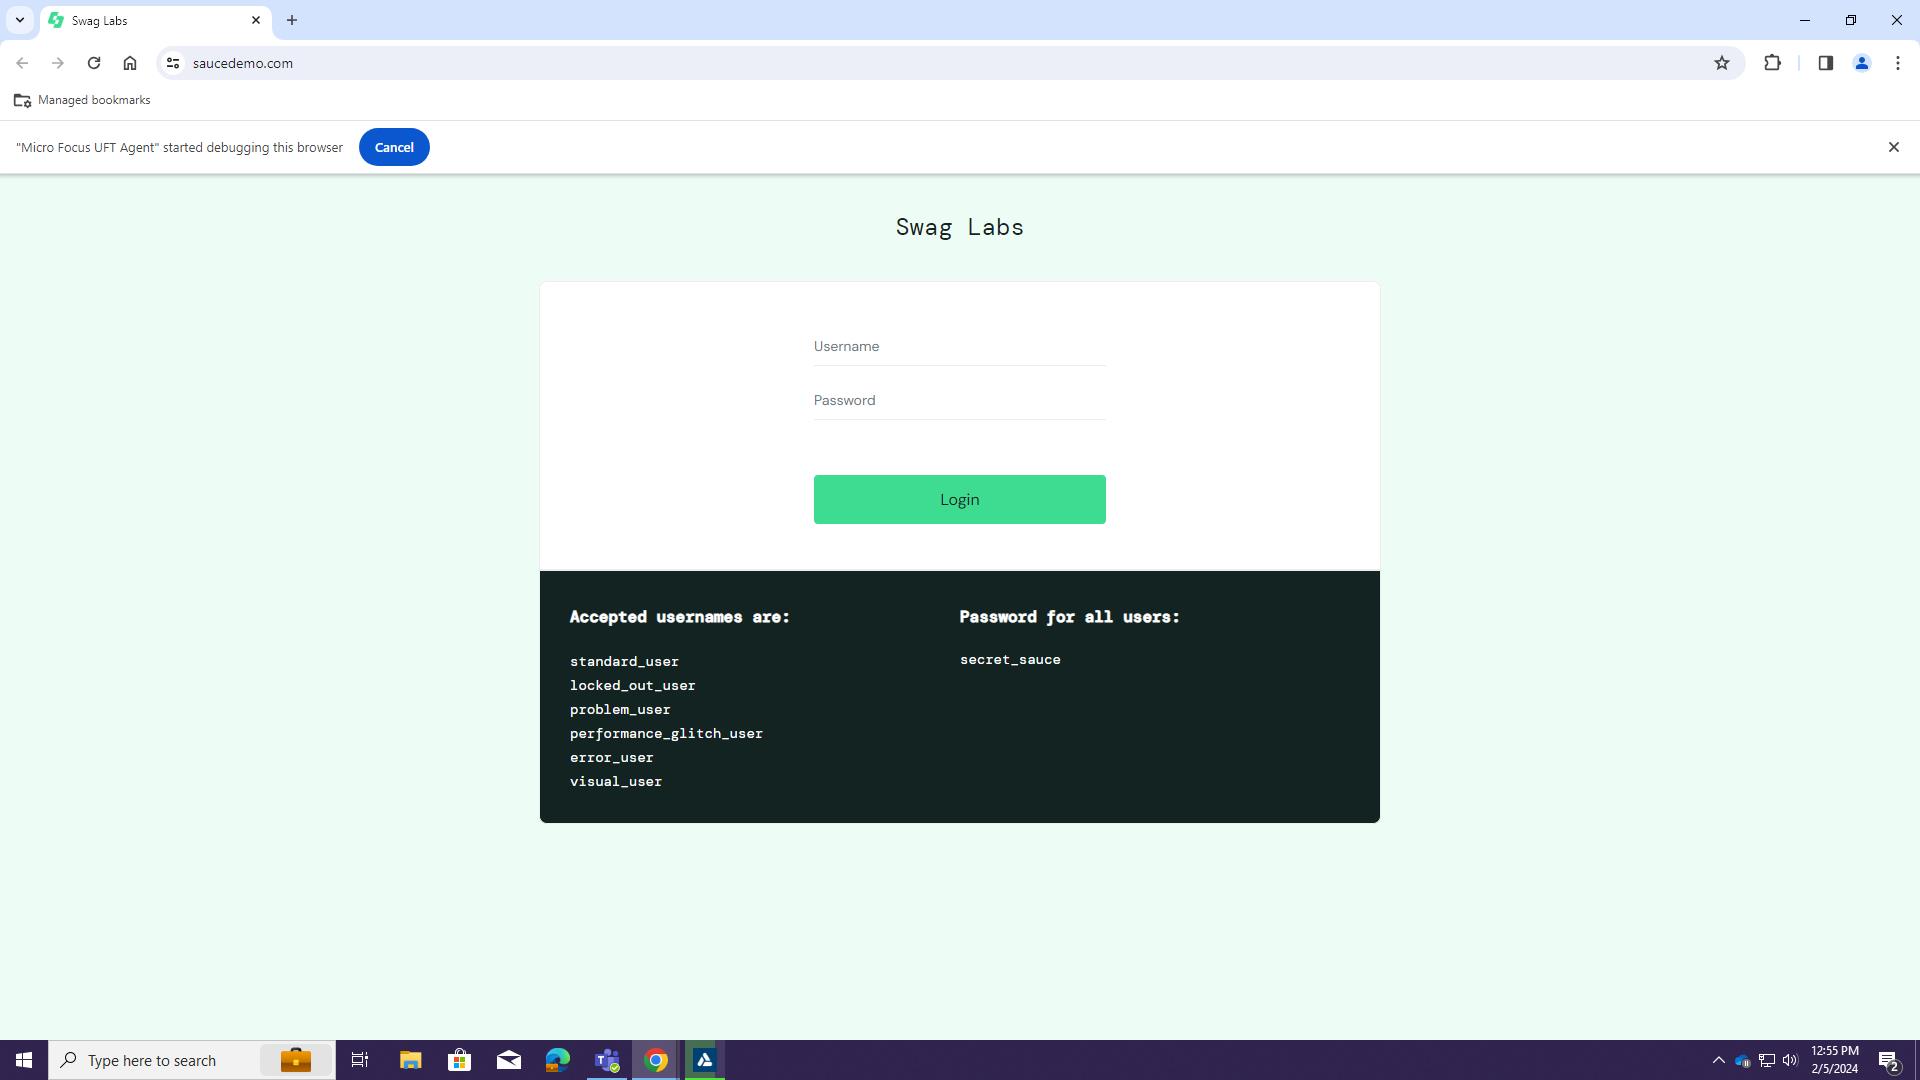 Swag Labs
saucedemo.com
Managed bookmarks
"Micro Focus UFT Agent" started debugging this browser Cancel
Swag Labs
Username
Password
Login
Accepted usernames are:
standard_user
locked_out_user
problem_user
performance_glitch_user
error_user
visual_user
Password for all users:
secret_sauce
Type here to search
12:55 PM
2/5/2024
2